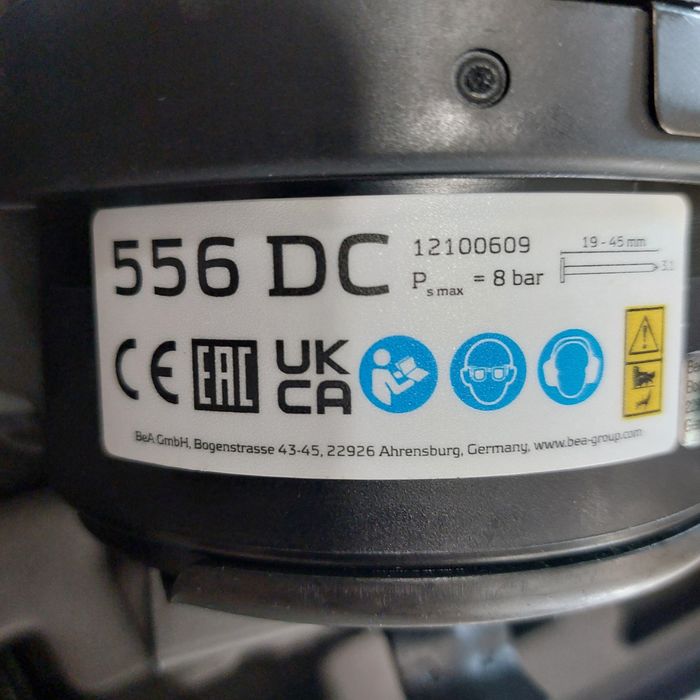 556 DC
12100609
19 - 45 mm
3.1
Ps max = 8 bar
CE EAC UK
CA
BeA GmbH, Bogenstrasse 43-45, 22926 Ahrensburg, Germany, www.bea-group.com